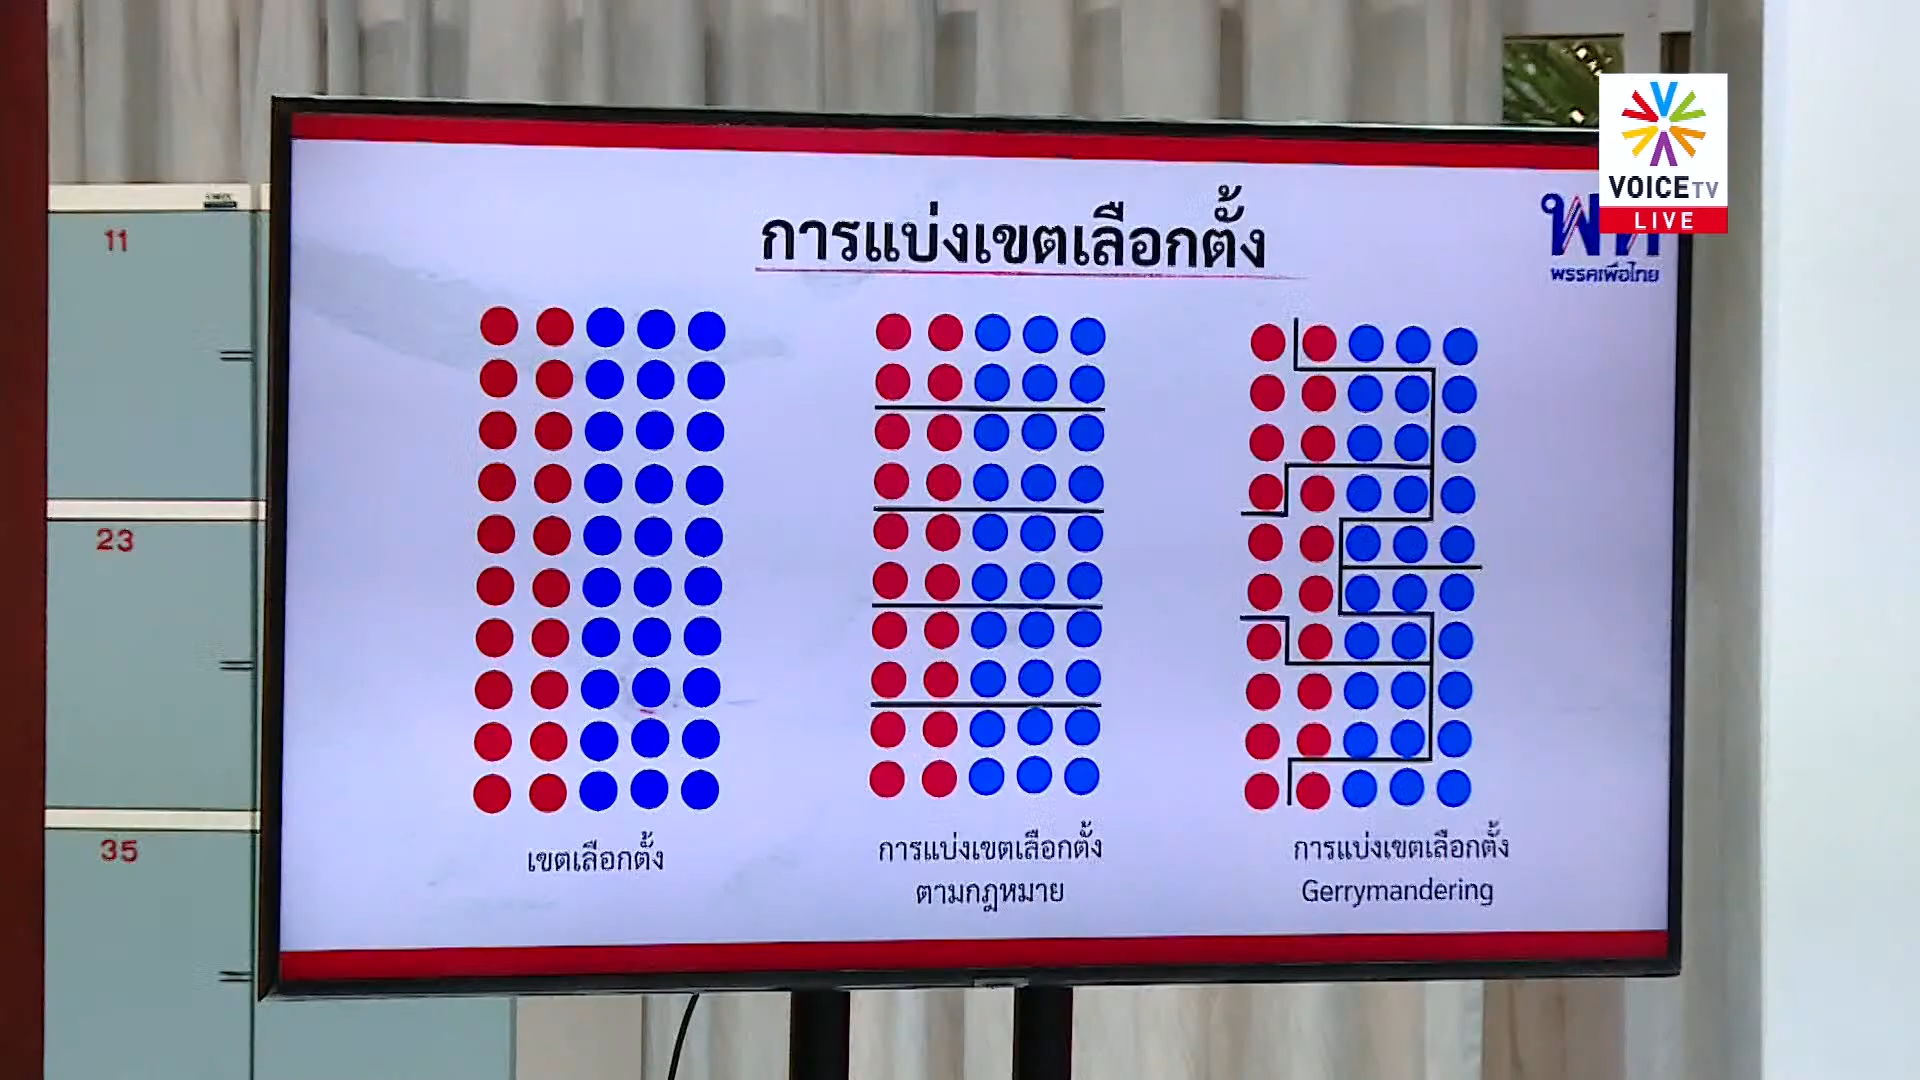 VOICE TV
LIVE
11
23
35
การแบ่งเขตเลือกตั้ง
พรรคเพื่อไทย
เขตเลือกตั้ง
การแบ่งเขตเลือกตั้ง
ตามกฎหมาย
การแบ่งเขตเลือกตั้ง
Gerrymandering